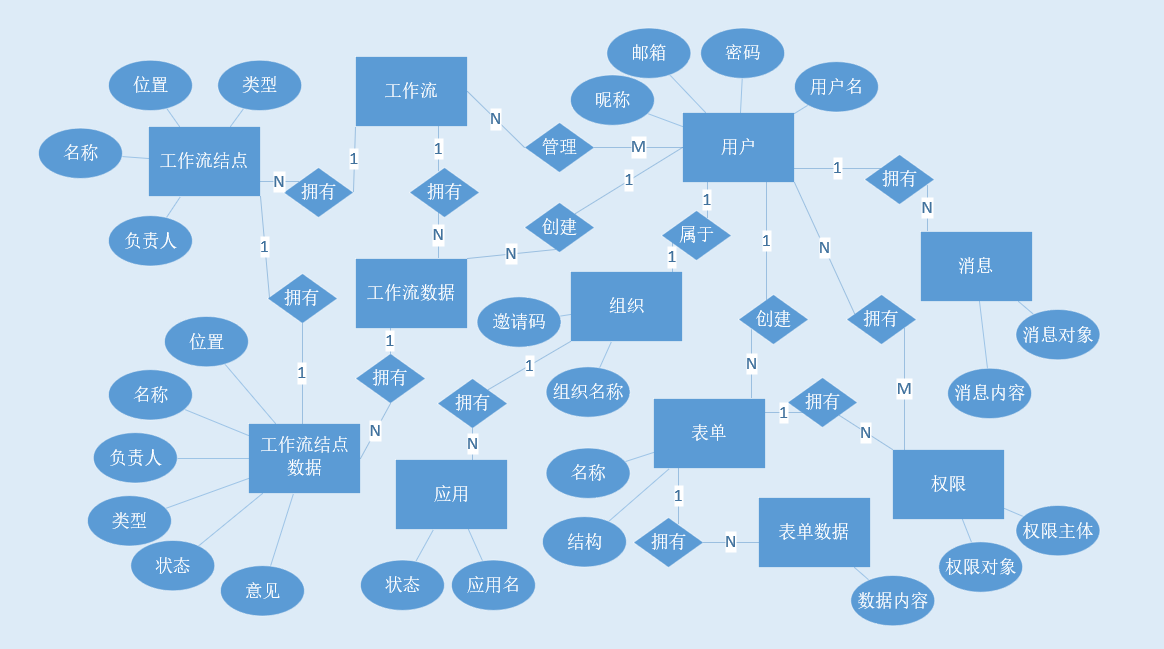 邮箱
密码
位置
类型
工作流
用户名
昵称
N
用户
管理
M
名称
工作流结点
1
1
1
拥有
N
1
拥有
拥有
1
N
属于
创建
负责人
N
1
1
N
1
N
消息
拥有
工作流数据
组织
创建
拥有
邀请码
消息对象
位置
1
1
N
1
拥有
组织名称
M
消息内容
名称
拥有
拥有
1
表单
N
N
N
工作流结点
数据
负责人
名称
权限
应用
1
类型
表单数据
权限主体
结构
拥有
N
状态
权限对象
意见
状态
应用名
数据内容